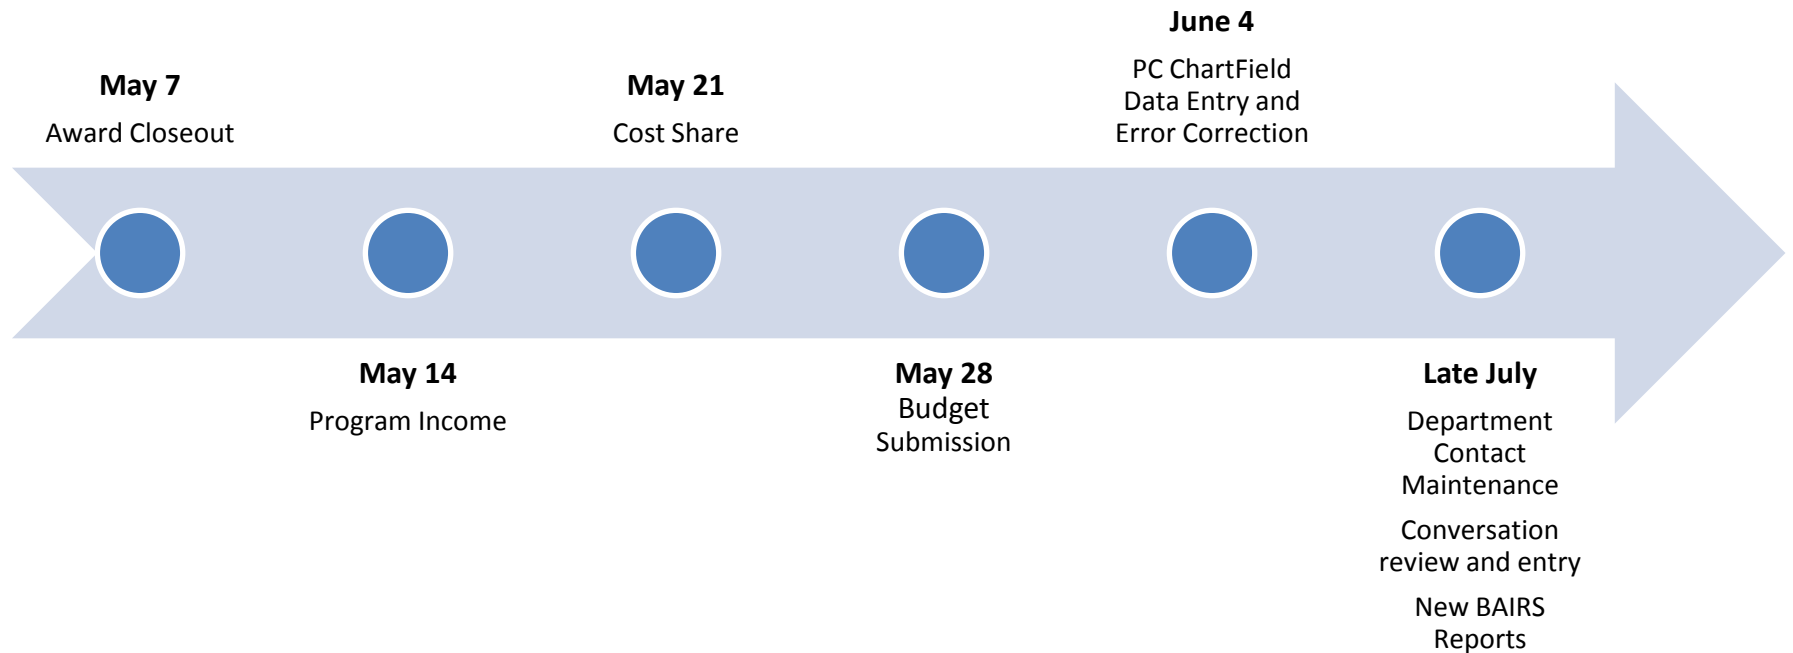 May 7
Award Closeout
May 14
Program Income
May 21
Cost Share
May 28
Budget
Submission
June 4
PC ChartField
Data Entry and
Error Correction
Late July
Department
Contact
Maintenance
Conversation
review and entry
New BAIRS
Reports